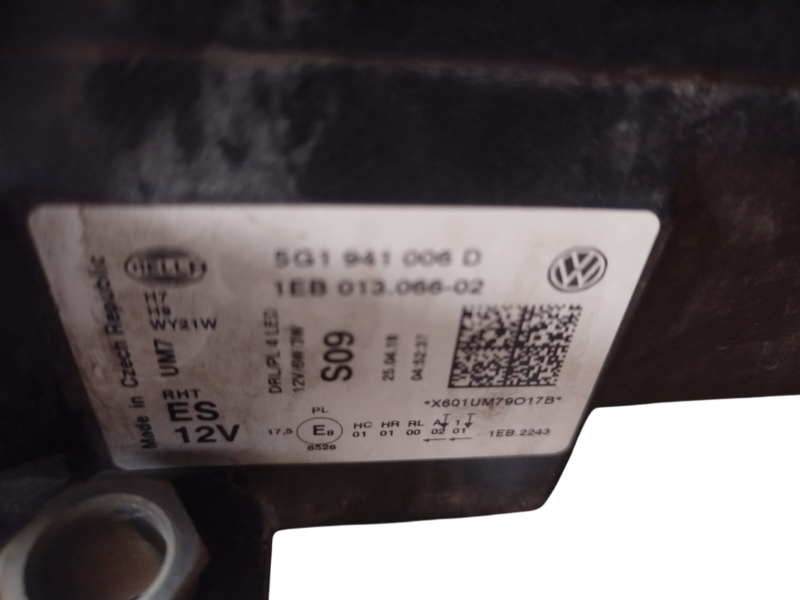 HELLA
5G1 941 006 D
1EB 013.066-02
Made in Czech Republic
H7
WY21W
UM7
RHT
ES
12V
DRL/PL 4 LED
12V/6W/3W
S09
25.04.18
04:52:37
*X601UM79O17B*
PL
17,5
E8
6526
HC HR RL A 1
01 01 00 02 01
1EB.2243